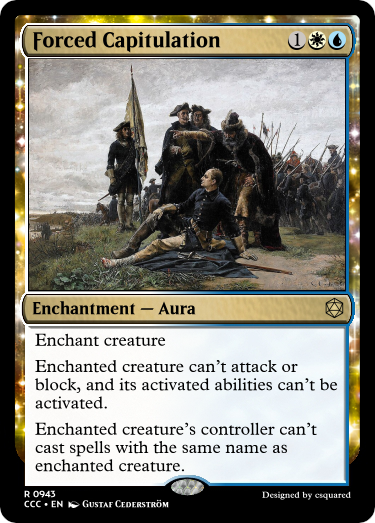 Forced Capitulation 1
Enchantment — Aura
Enchant creature
Enchanted creature can't attack or
block, and its activated abilities can't be
activated.
Enchanted creature's controller can't
cast spells with the same name as
enchanted creature.
R 0943
CCC • EN GUSTAF CEDERSTRÖM
Designed by csquared